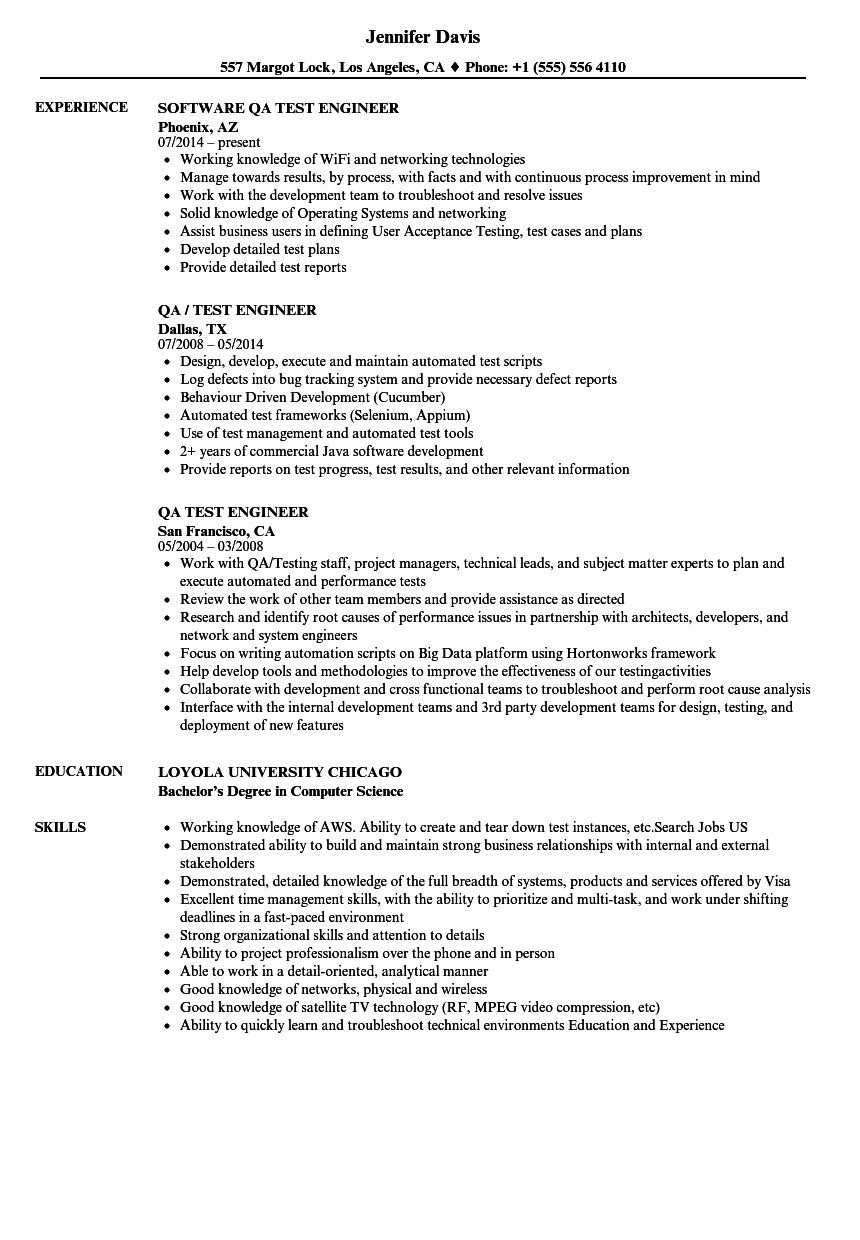 Jennifer Davis
557 Margot Lock, Los Angeles, CA ♦ Phone: +1 (555) 556 4110
EXPERIENCE
SOFTWARE QA TEST ENGINEER
Phoenix, AZ
07/2014 – present
• Working knowledge of WiFi and networking technologies
• Manage towards results, by process, with facts and with continuous process improvement in mind
• Work with the development team to troubleshoot and resolve issues
• Solid knowledge of Operating Systems and networking
• Assist business users in defining User Acceptance Testing, test cases and plans
• Develop detailed test plans
• Provide detailed test reports
QA / TEST ENGINEER
Dallas, TX
07/2008 – 05/2014
• Design, develop, execute and maintain automated test scripts
• Log defects into bug tracking system and provide necessary defect reports
• Behaviour Driven Development (Cucumber)
• Automated test frameworks (Selenium, Appium)
• Use of test management and automated test tools
• 2+ years of commercial Java software development
• Provide reports on test progress, test results, and other relevant information
QA TEST ENGINEER
San Francisco, CA
05/2004 – 03/2008
• Work with QA/Testing staff, project managers, technical leads, and subject matter experts to plan and
execute automated and performance tests
• Review the work of other team members and provide assistance as directed
• Research and identify root causes of performance issues in partnership with architects, developers, and
network and system engineers
• Focus on writing automation scripts on Big Data platform using Hortonworks framework
• Help develop tools and methodologies to improve the effectiveness of our testingactivities
• Collaborate with development and cross functional teams to troubleshoot and perform root cause analysis
• Interface with the internal development teams and 3rd party development teams for design, testing, and
deployment of new features
EDUCATION
LOYOLA UNIVERSITY CHICAGO
Bachelor's Degree in Computer Science
SKILLS
• Working knowledge of AWS. Ability to create and tear down test instances, etc.Search Jobs US
• Demonstrated ability to build and maintain strong business relationships with internal and external
stakeholders
• Demonstrated, detailed knowledge of the full breadth of systems, products and services offered by Visa
• Excellent time management skills, with the ability to prioritize and multi-task, and work under shifting
deadlines in a fast-paced environment
• Strong organizational skills and attention to details
• Ability to project professionalism over the phone and in person
• Able to work in a detail-oriented, analytical manner
• Good knowledge of networks, physical and wireless
• Good knowledge of satellite TV technology (RF, MPEG video compression, etc)
• Ability to quickly learn and troubleshoot technical environments Education and Experience